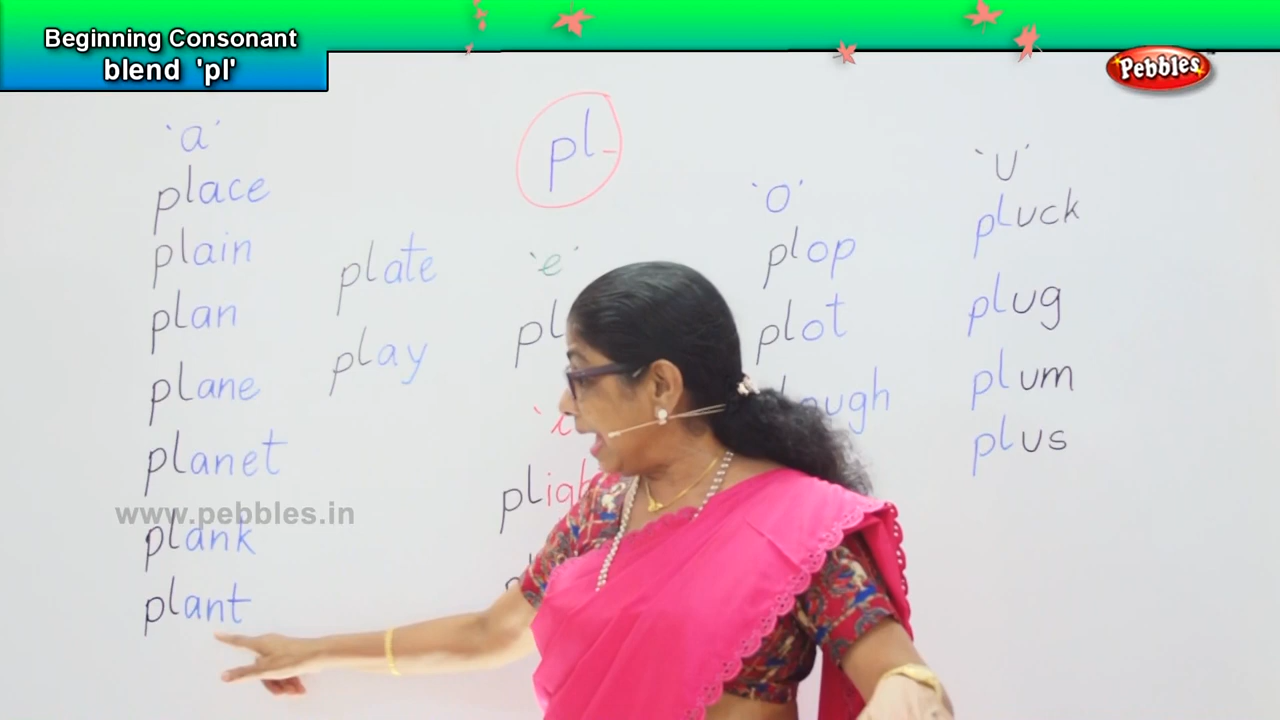 Beginning Consonant
blend 'pl'
Pebbles
pl-
'a'
place
plain
plan
plane
planet
plank
plant
plate
play
'e'
'o'
plop
plot
'u'
pluck
plug
plum
plus
www.pebbles.in